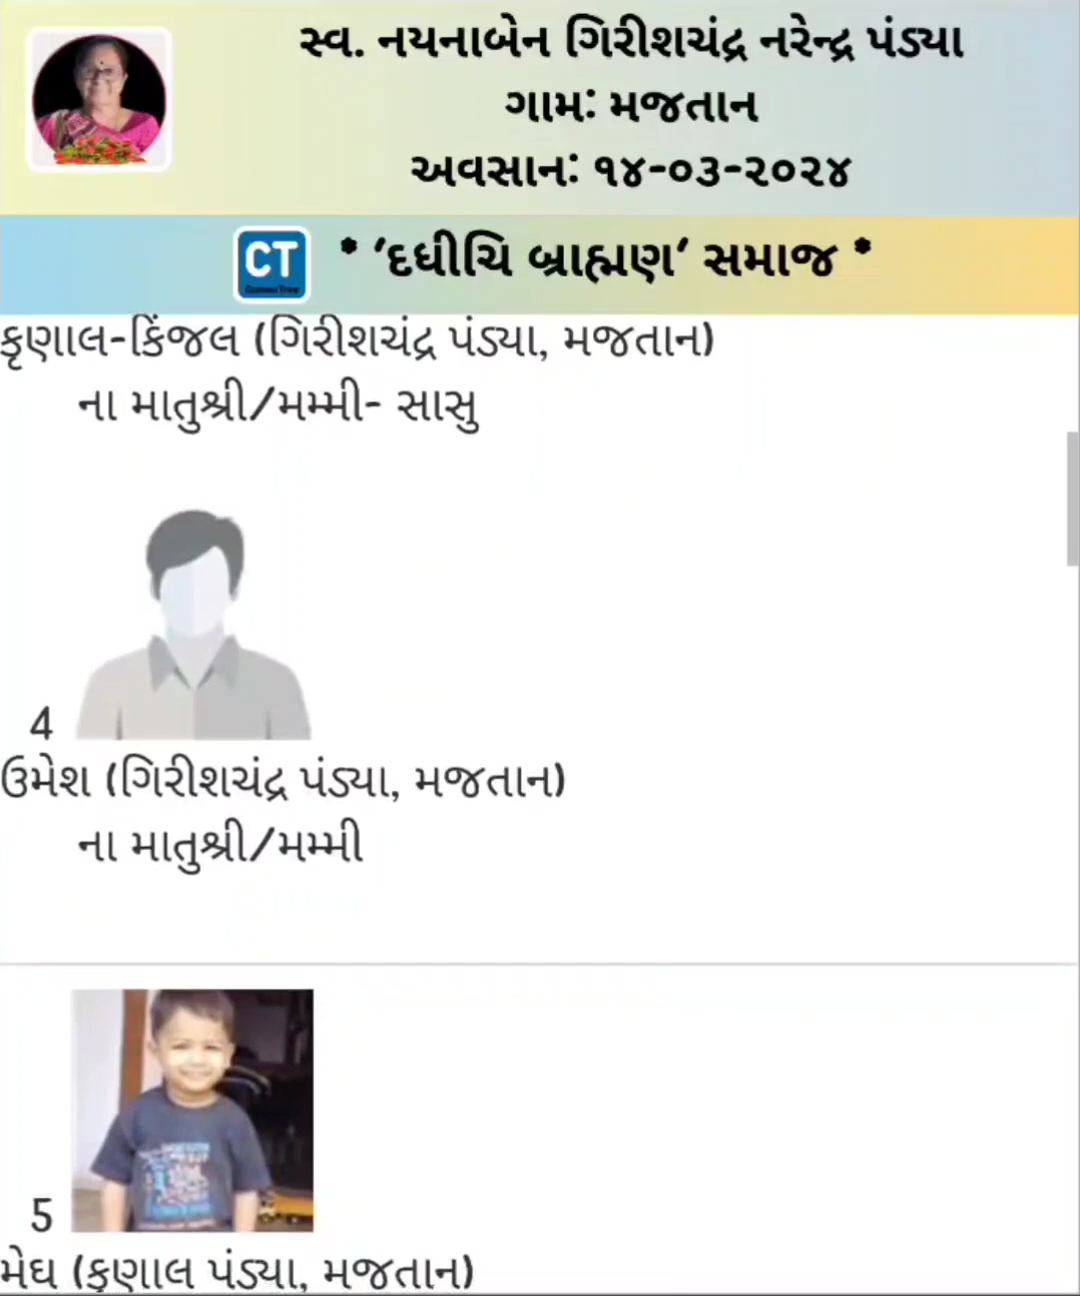 સ્વ. નયનાબેન ગિરીશચંદ્ર નરેન્દ્ર પંડ્યા
ગામઃ મજતાન
અવસાનઃ ૧૪-૦૩-૨૦૨૪
CT * ‘દધીચિ બ્રાહ્મણ’ સમાજ *
કૃણાલ-કિંજલ (ગિરીશચંદ્ર પંડ્યા, મજતાન)
ના માતુશ્રી/મમ્મી- સાસુ
4
ઉમેશ (ગિરીશચંદ્ર પંડ્યા, મજતાન)
ના માતુશ્રી/મમ્મી
5
મેઘ (કૃણાલ પંડ્યા, મજતાન)